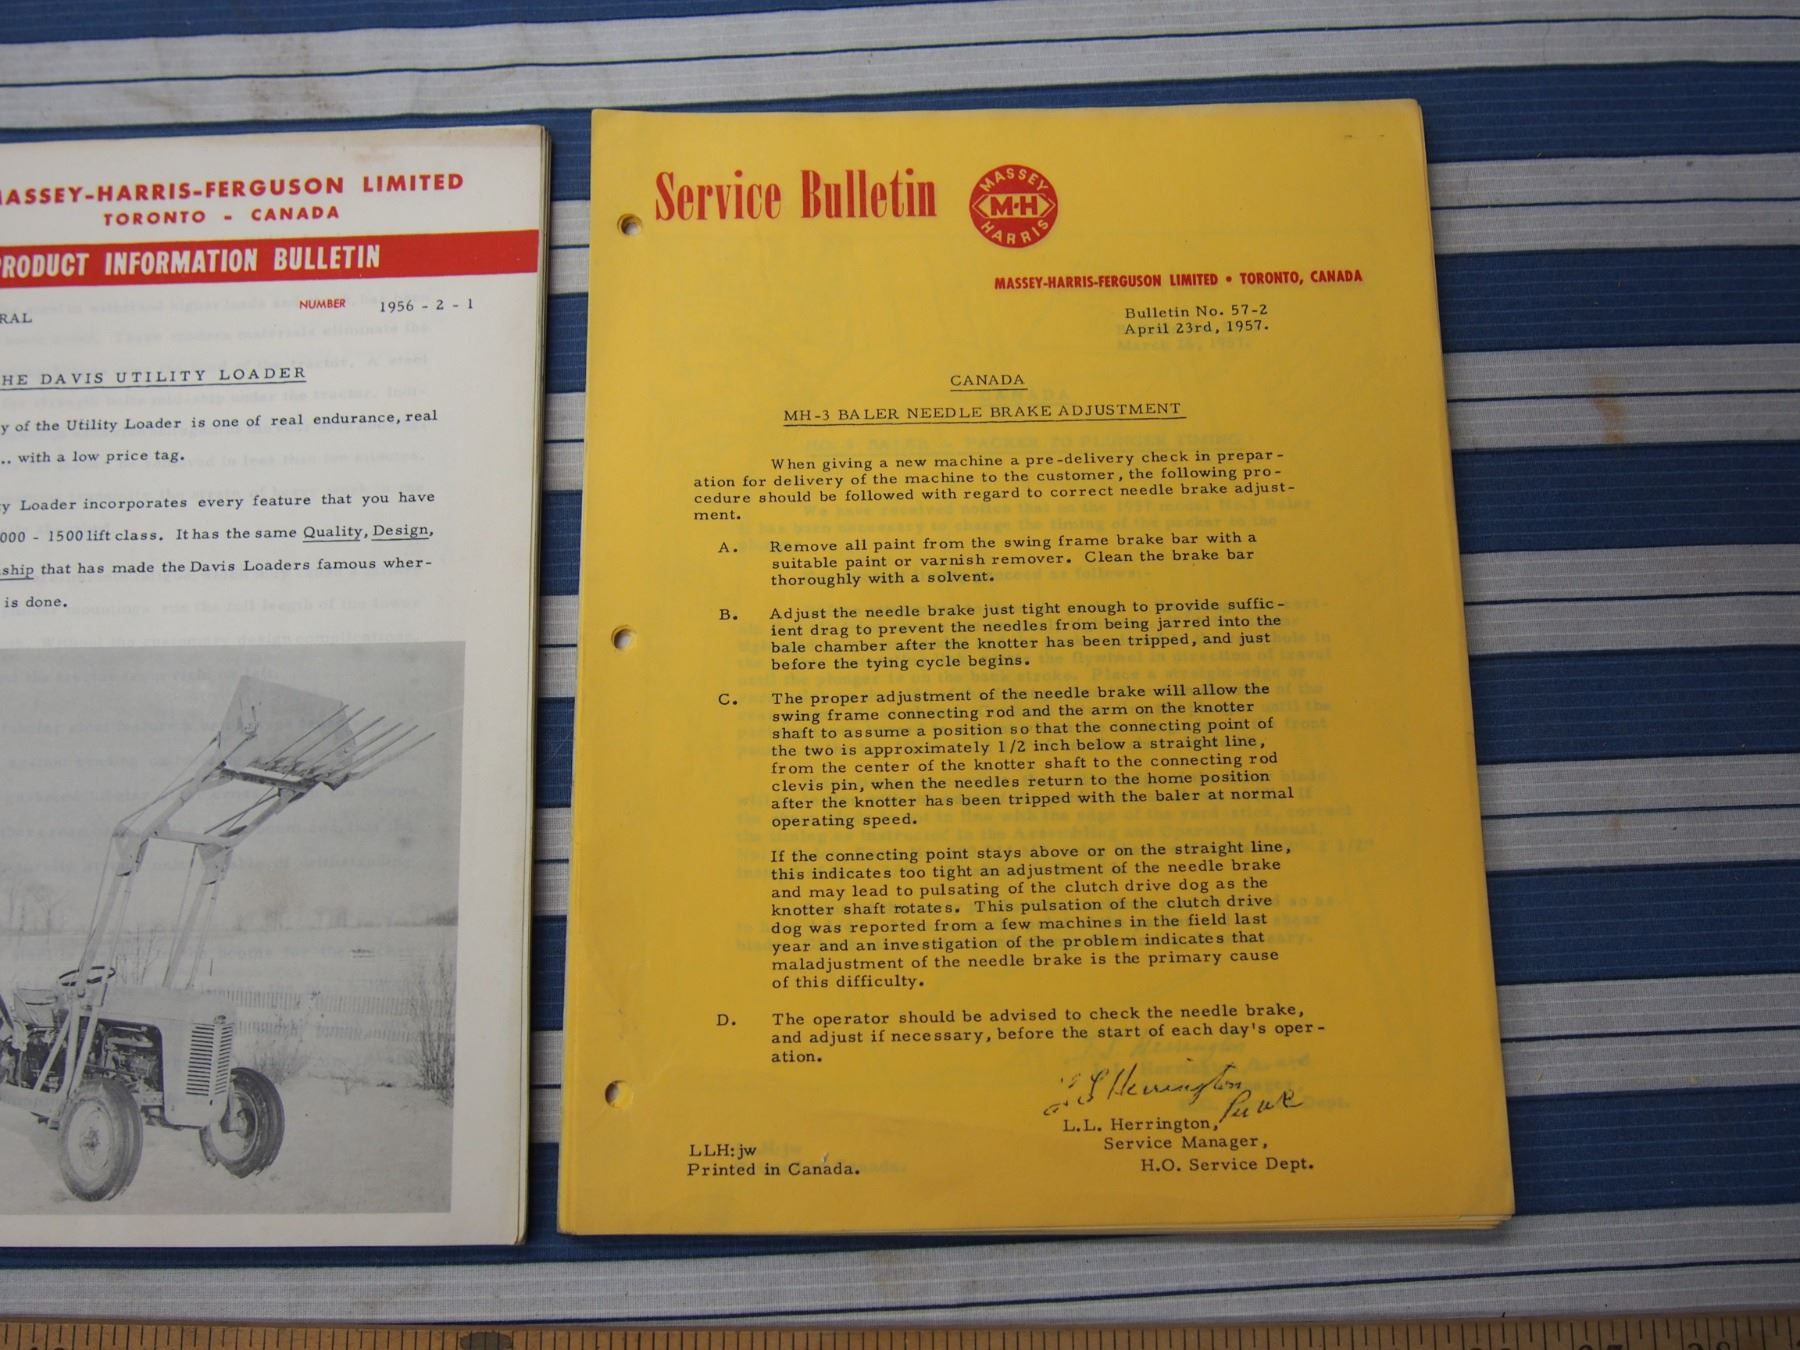 MASSEY-HARRIS-FERGUSON LIMITED
TORONTO - CANADA
PRODUCT INFORMATION BULLETIN
NUMBER 1956 - 2 - 1
THE DAVIS UTILITY LOADER
of the Utility Loader is one of real endurance, real
.. with a low price tag.
Loader incorporates every feature that you have
1500 lift class. It has the same Quality, Design,
that has made the Davis Loaders famous wher-
is done.
Service Bulletin
MASSEY
M-H
HARRIS
MASSEY-HARRIS-FERGUSON LIMITED • TORONTO, CANADA
Bulletin No. 57-2
April 23rd, 1957.
CANADA
MH-3 BALER NEEDLE BRAKE ADJUSTMENT
When giving a new machine a pre-delivery check in prepar-
ation for delivery of the machine to the customer, the following pro-
cedure should be followed with regard to correct needle brake adjust-
ment.
A. Remove all paint from the swing frame brake bar with a
suitable paint or varnish remover. Clean the brake bar
thoroughly with a solvent.
B. Adjust the needle brake just tight enough to provide suffic-
ient drag to prevent the needles from being jarred into the
bale chamber after the knotter has been tripped, and just
before the tying cycle begins.
C. The proper adjustment of the needle brake will allow the
swing frame connecting rod and the arm on the knotter
shaft to assume a position so that the connecting point of
the two is approximately 1/2 inch below a straight line,
from the center of the knotter shaft to the connecting rod
clevis pin, when the needles return to the home position
after the knotter has been tripped with the baler at normal
operating speed.
If the connecting point stays above or on the straight line,
this indicates too tight an adjustment of the needle brake
and may lead to pulsating of the clutch drive dog as the
knotter shaft rotates. This pulsation of the clutch drive
dog was reported from a few machines in the field last
year and an investigation of the problem indicates that
maladjustment of the needle brake is the primary cause
of this difficulty.
D. The operator should be advised to check the needle brake,
and adjust if necessary, before the start of each day's oper-
ation.
Herrington
L.L. Herrington,
Service Manager,
H.O. Service Dept.
LLH:jw
Printed in Canada.